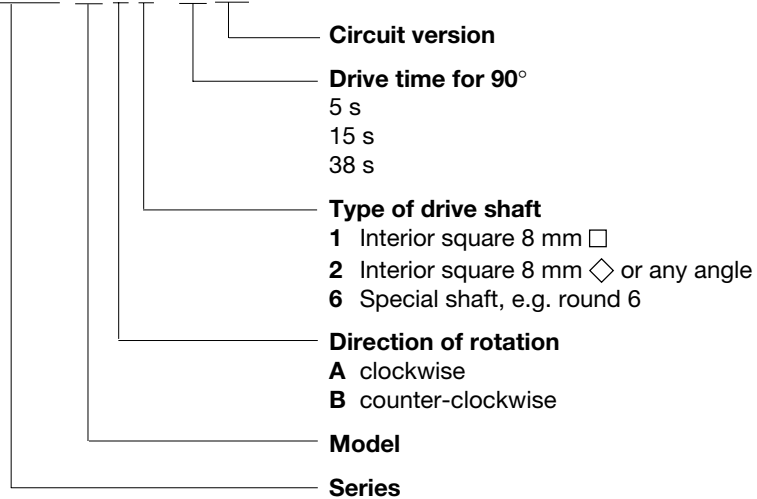 Circuit version
Drive time for 90°
5 s
15 s
38 s
Type of drive shaft
1 Interior square 8 mm □
2 Interior square 8 mm ◇ or any angle
6 Special shaft, e.g. round 6
Direction of rotation
A clockwise
B counter-clockwise
Model
Series